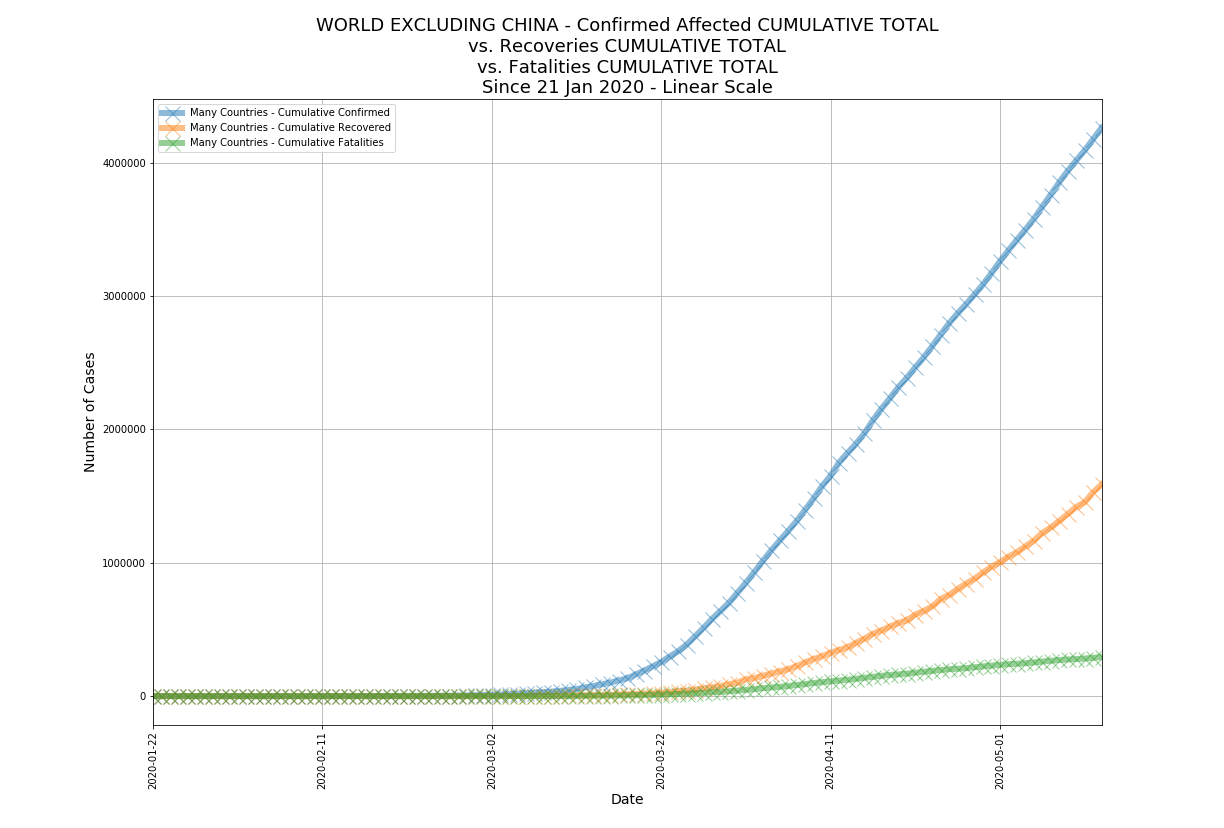 WORLD EXCLUDING CHINA - Confirmed Affected CUMULATIVE TOTAL
vs. Recoveries CUMULATIVE TOTAL
vs. Fatalities CUMULATIVE TOTAL
Since 21 Jan 2020 - Linear Scale
Many Countries - Cumulative Confirmed
Many Countries - Cumulative Recovered
Many Countries - Cumulative Fatalities
Number of Cases
4000000
3000000
2000000
1000000
0
2020-01-22
2020-02-11
2020-03-02
2020-03-22
2020-04-11
2020-05-01
Date